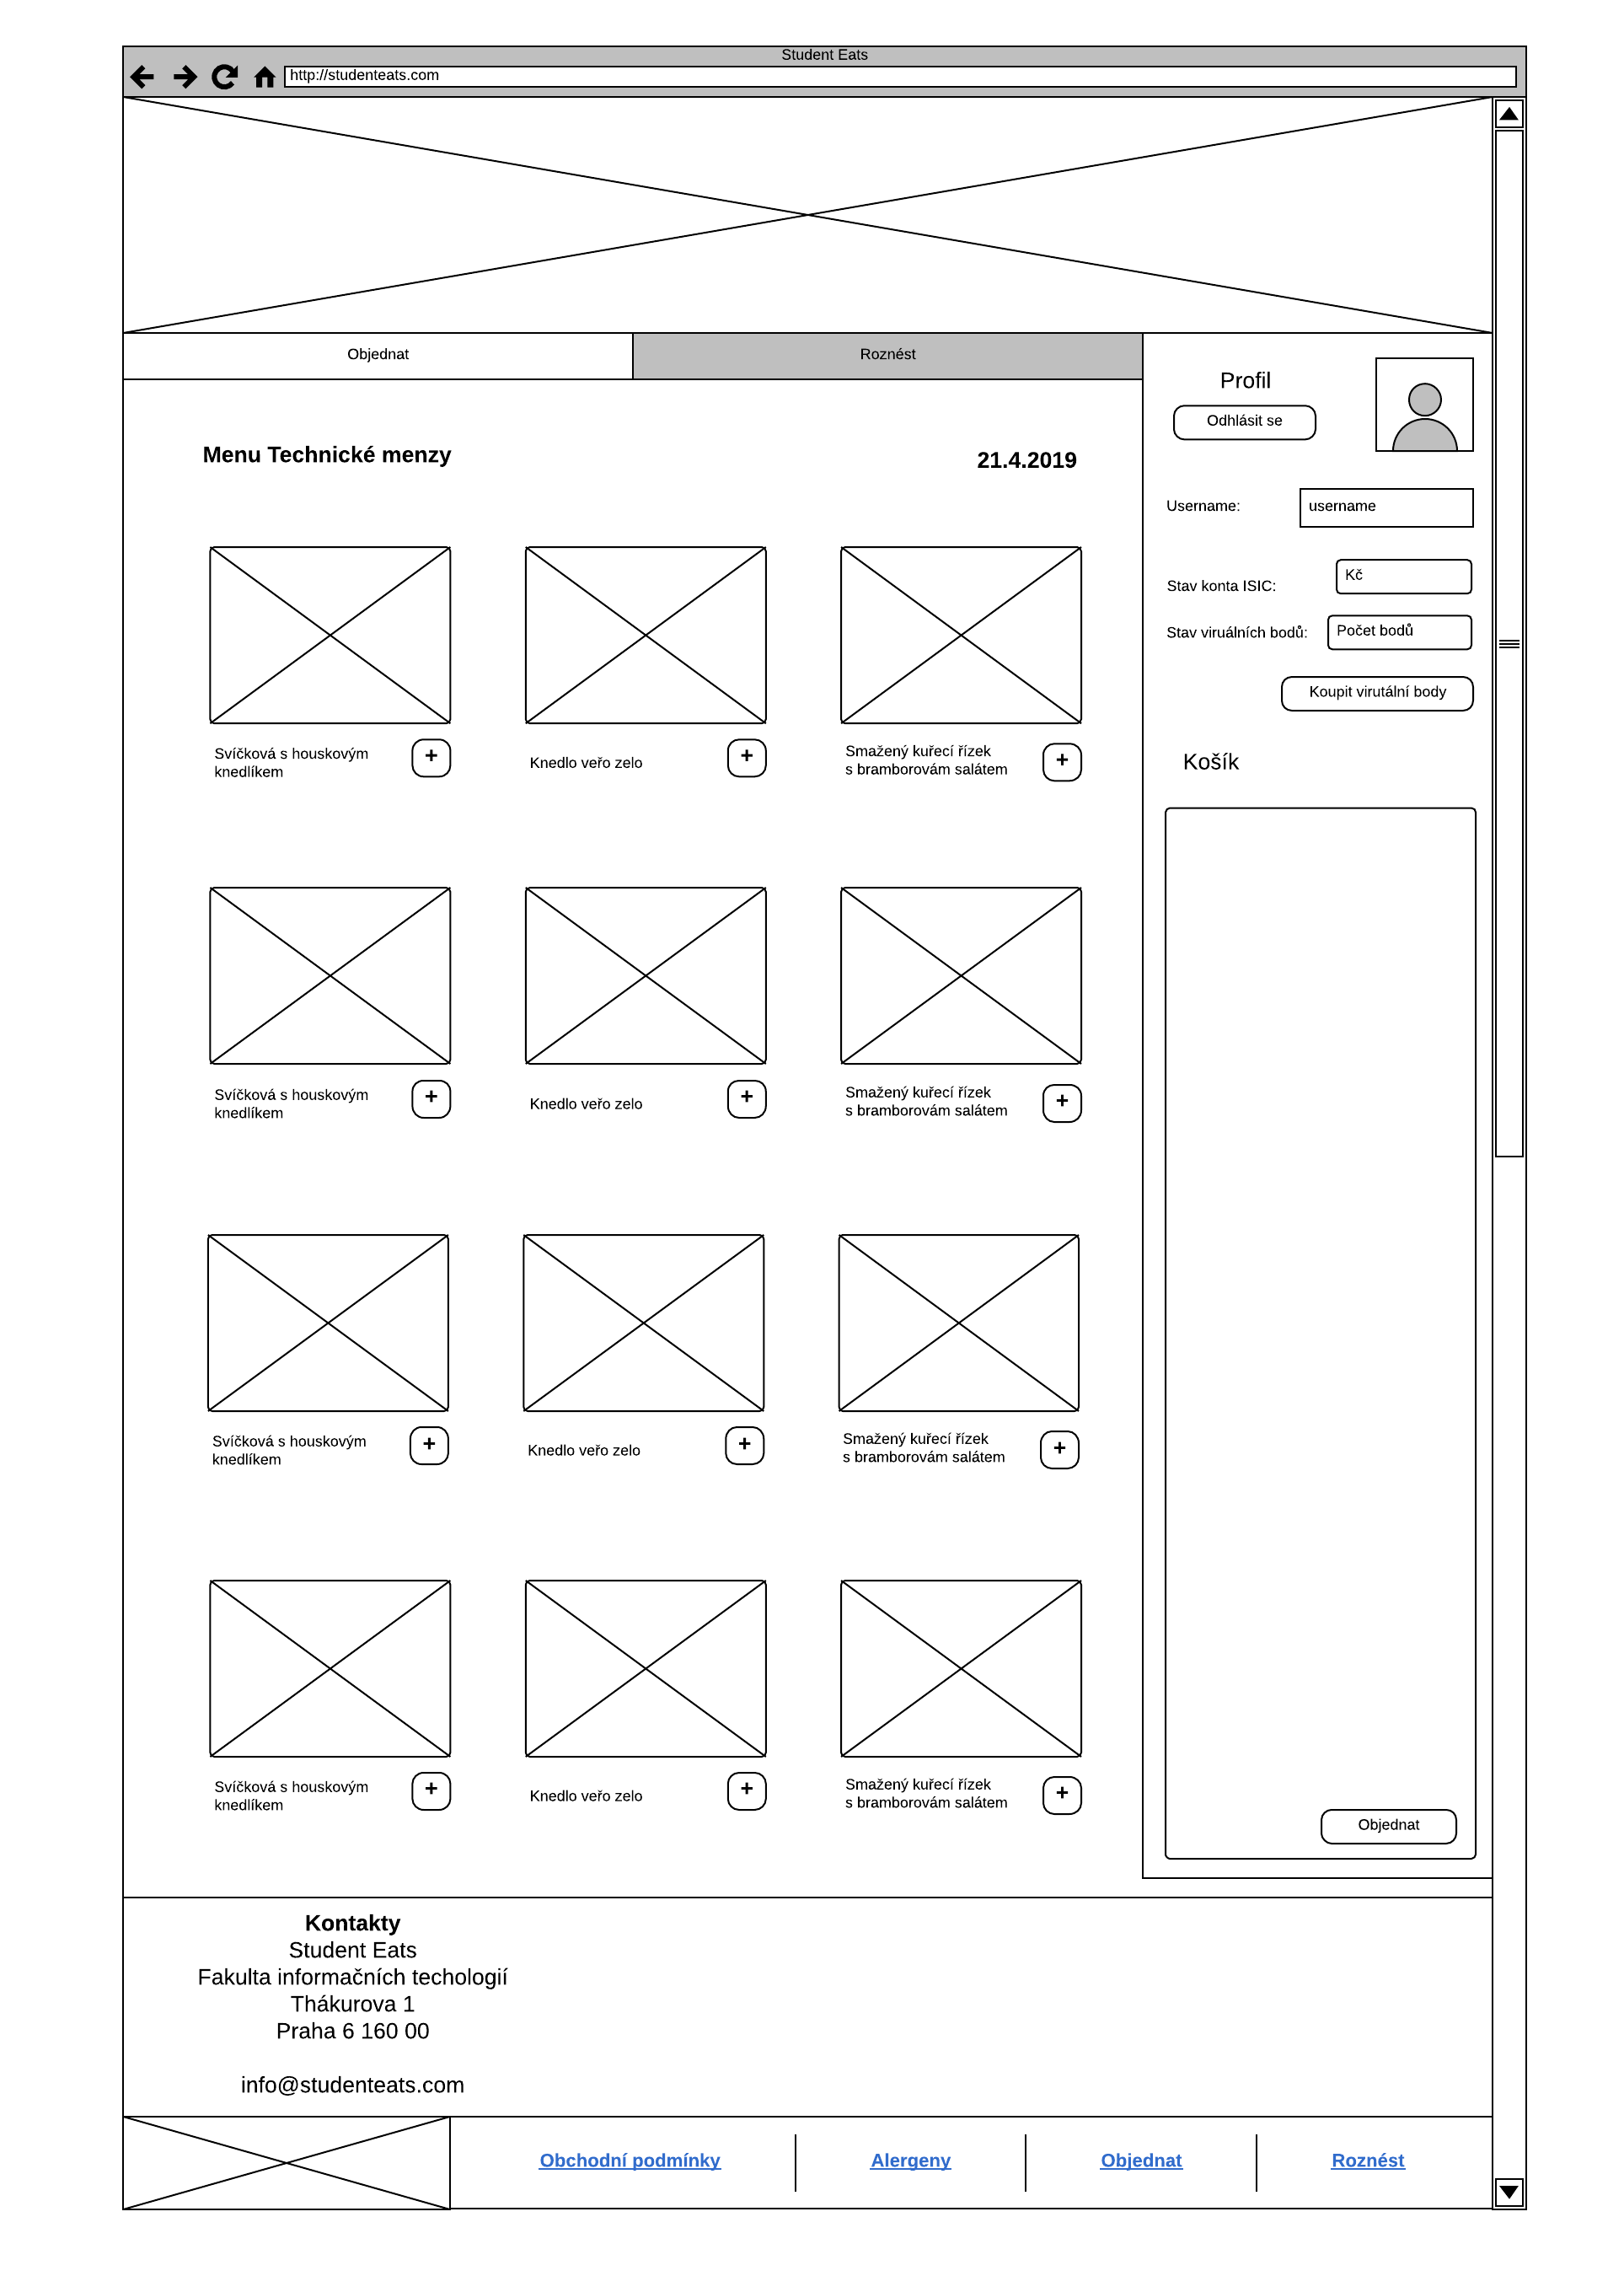 Student Eats
http://studenteats.com
Objednat
Roznést
Profil
Odhlásit se
Menu Technické menzy
21.4.2019
Username:
username
Stav konta ISIC:
Kč
Stav viruálních bodů:
Počet bodů
Koupit virutální body
Košík
Svíčková s houskovým
knedlíkem
+
Knedlo veřo zelo
+
Smažený kuřecí řízek
s bramborovám salátem
+
Svíčková s houskovým
knedlíkem
+
Knedlo veřo zelo
+
Smažený kuřecí řízek
s bramborovám salátem
+
Svíčková s houskovým
knedlíkem
+
Knedlo veřo zelo
+
Smažený kuřecí řízek
s bramborovám salátem
+
Svíčková s houskovým
knedlíkem
+
Knedlo veřo zelo
+
Smažený kuřecí řízek
s bramborovám salátem
+
Objednat
Kontakty
Student Eats
Fakulta informačních techologií
Thákurova 1
Praha 6 160 00
info@studenteats.com
Obchodní podmínky
Alergeny
Objednat
Roznést